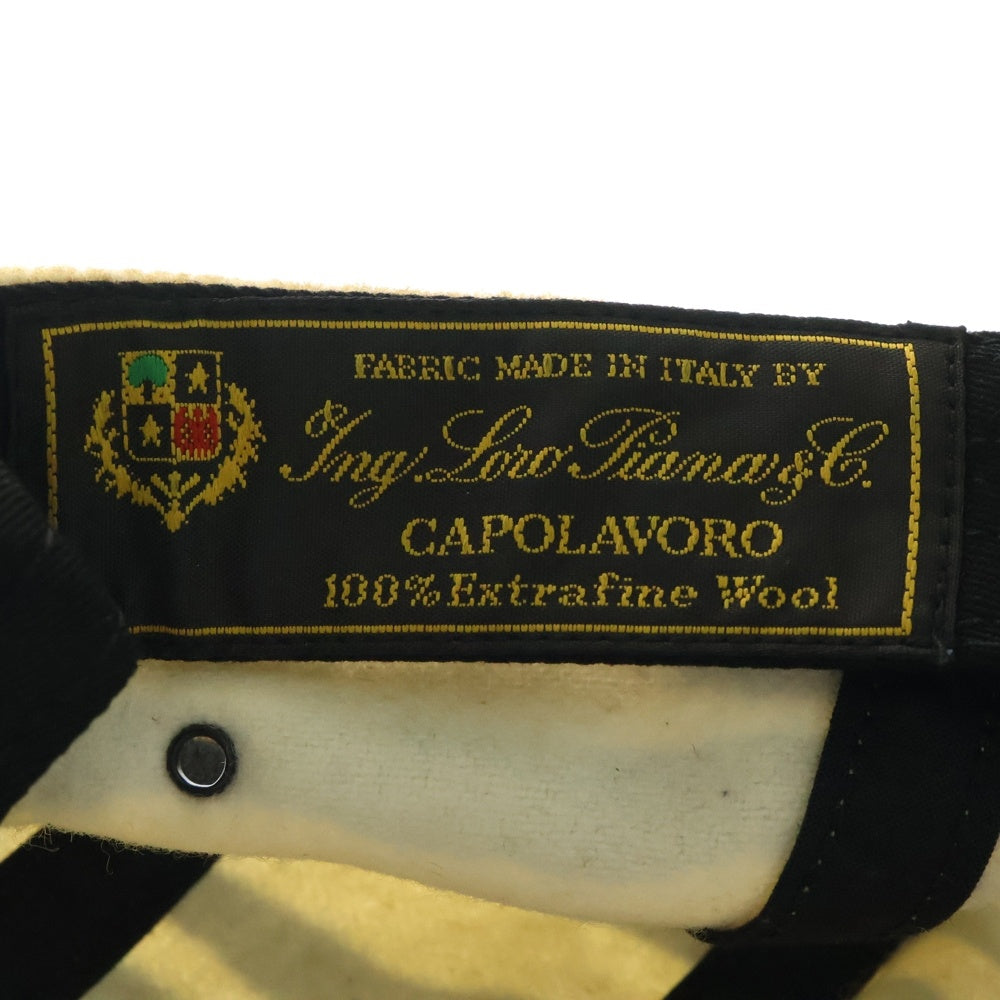 FABRIC MADE IN ITALY BY
Ing. Loro Piana & C.
CAPOLAVORO
100% Extrafine Wool